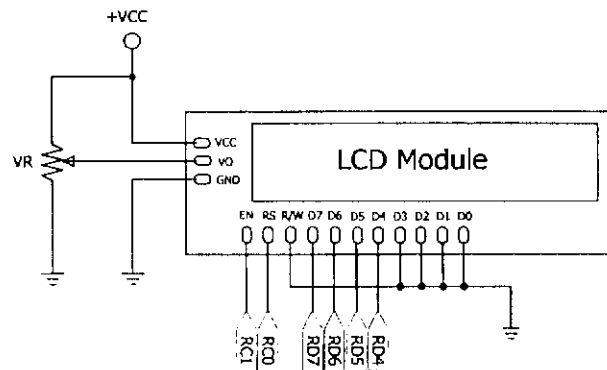 +VCC
VCC
VR
VO
LCD Module
GND
EN RS R/W D7 D6 D5 D4 D3 D2 D1 D0
RC1 RC0 RD7 RD6 RD5 RD4